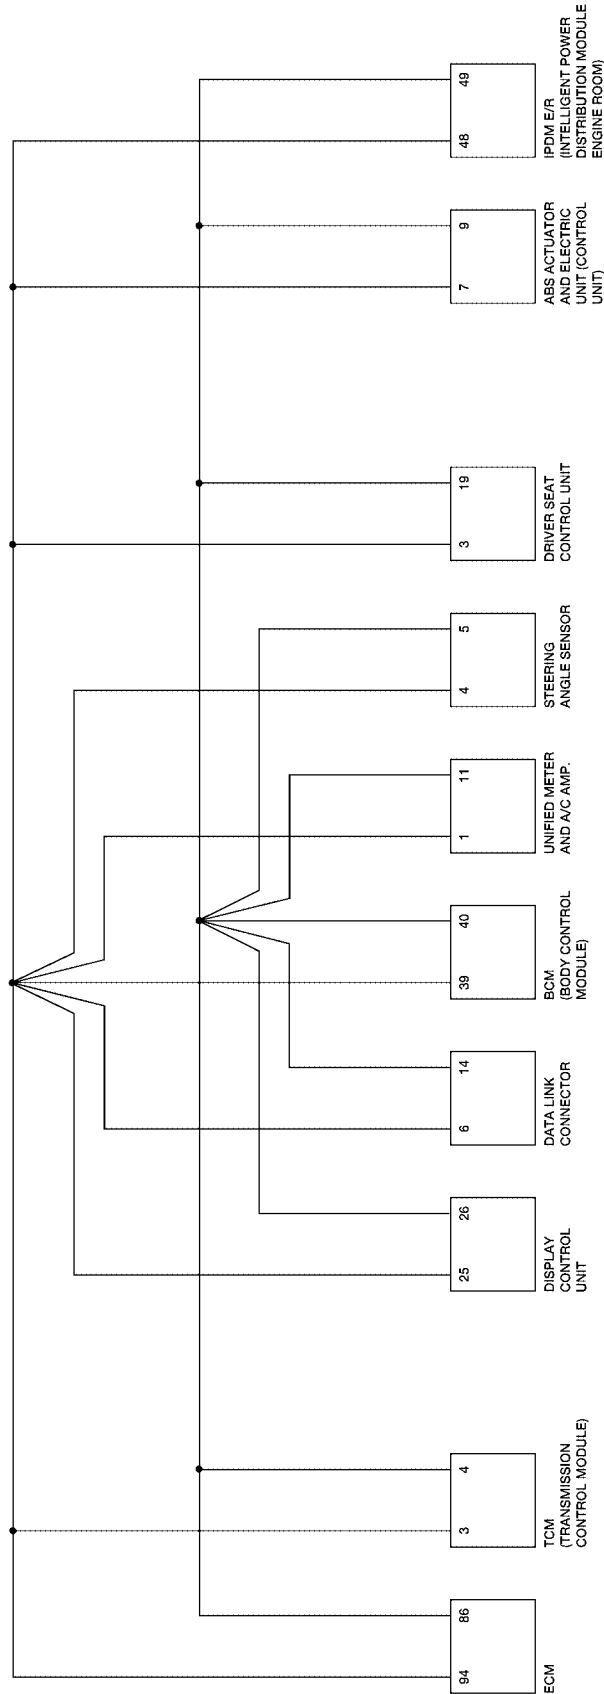 94
86
ECM
3
4
TCM
(TRANSMISSION
CONTROL MODULE)
25
26
DISPLAY
CONTROL
UNIT
6
14
DATA LINK
CONNECTOR
39
40
BCM
(BODY CONTROL
MODULE)
1
11
UNIFIED METER
AND A/C AMP.
4
5
STEERING
ANGLE SENSOR
3
19
DRIVER SEAT
CONTROL UNIT
7
9
ABS ACTUATOR
AND ELECTRIC
UNIT (CONTROL
UNIT)
48
49
IPDM E/R
(INTELLIGENT POWER
DISTRIBUTION MODULE
ENGINE ROOM)